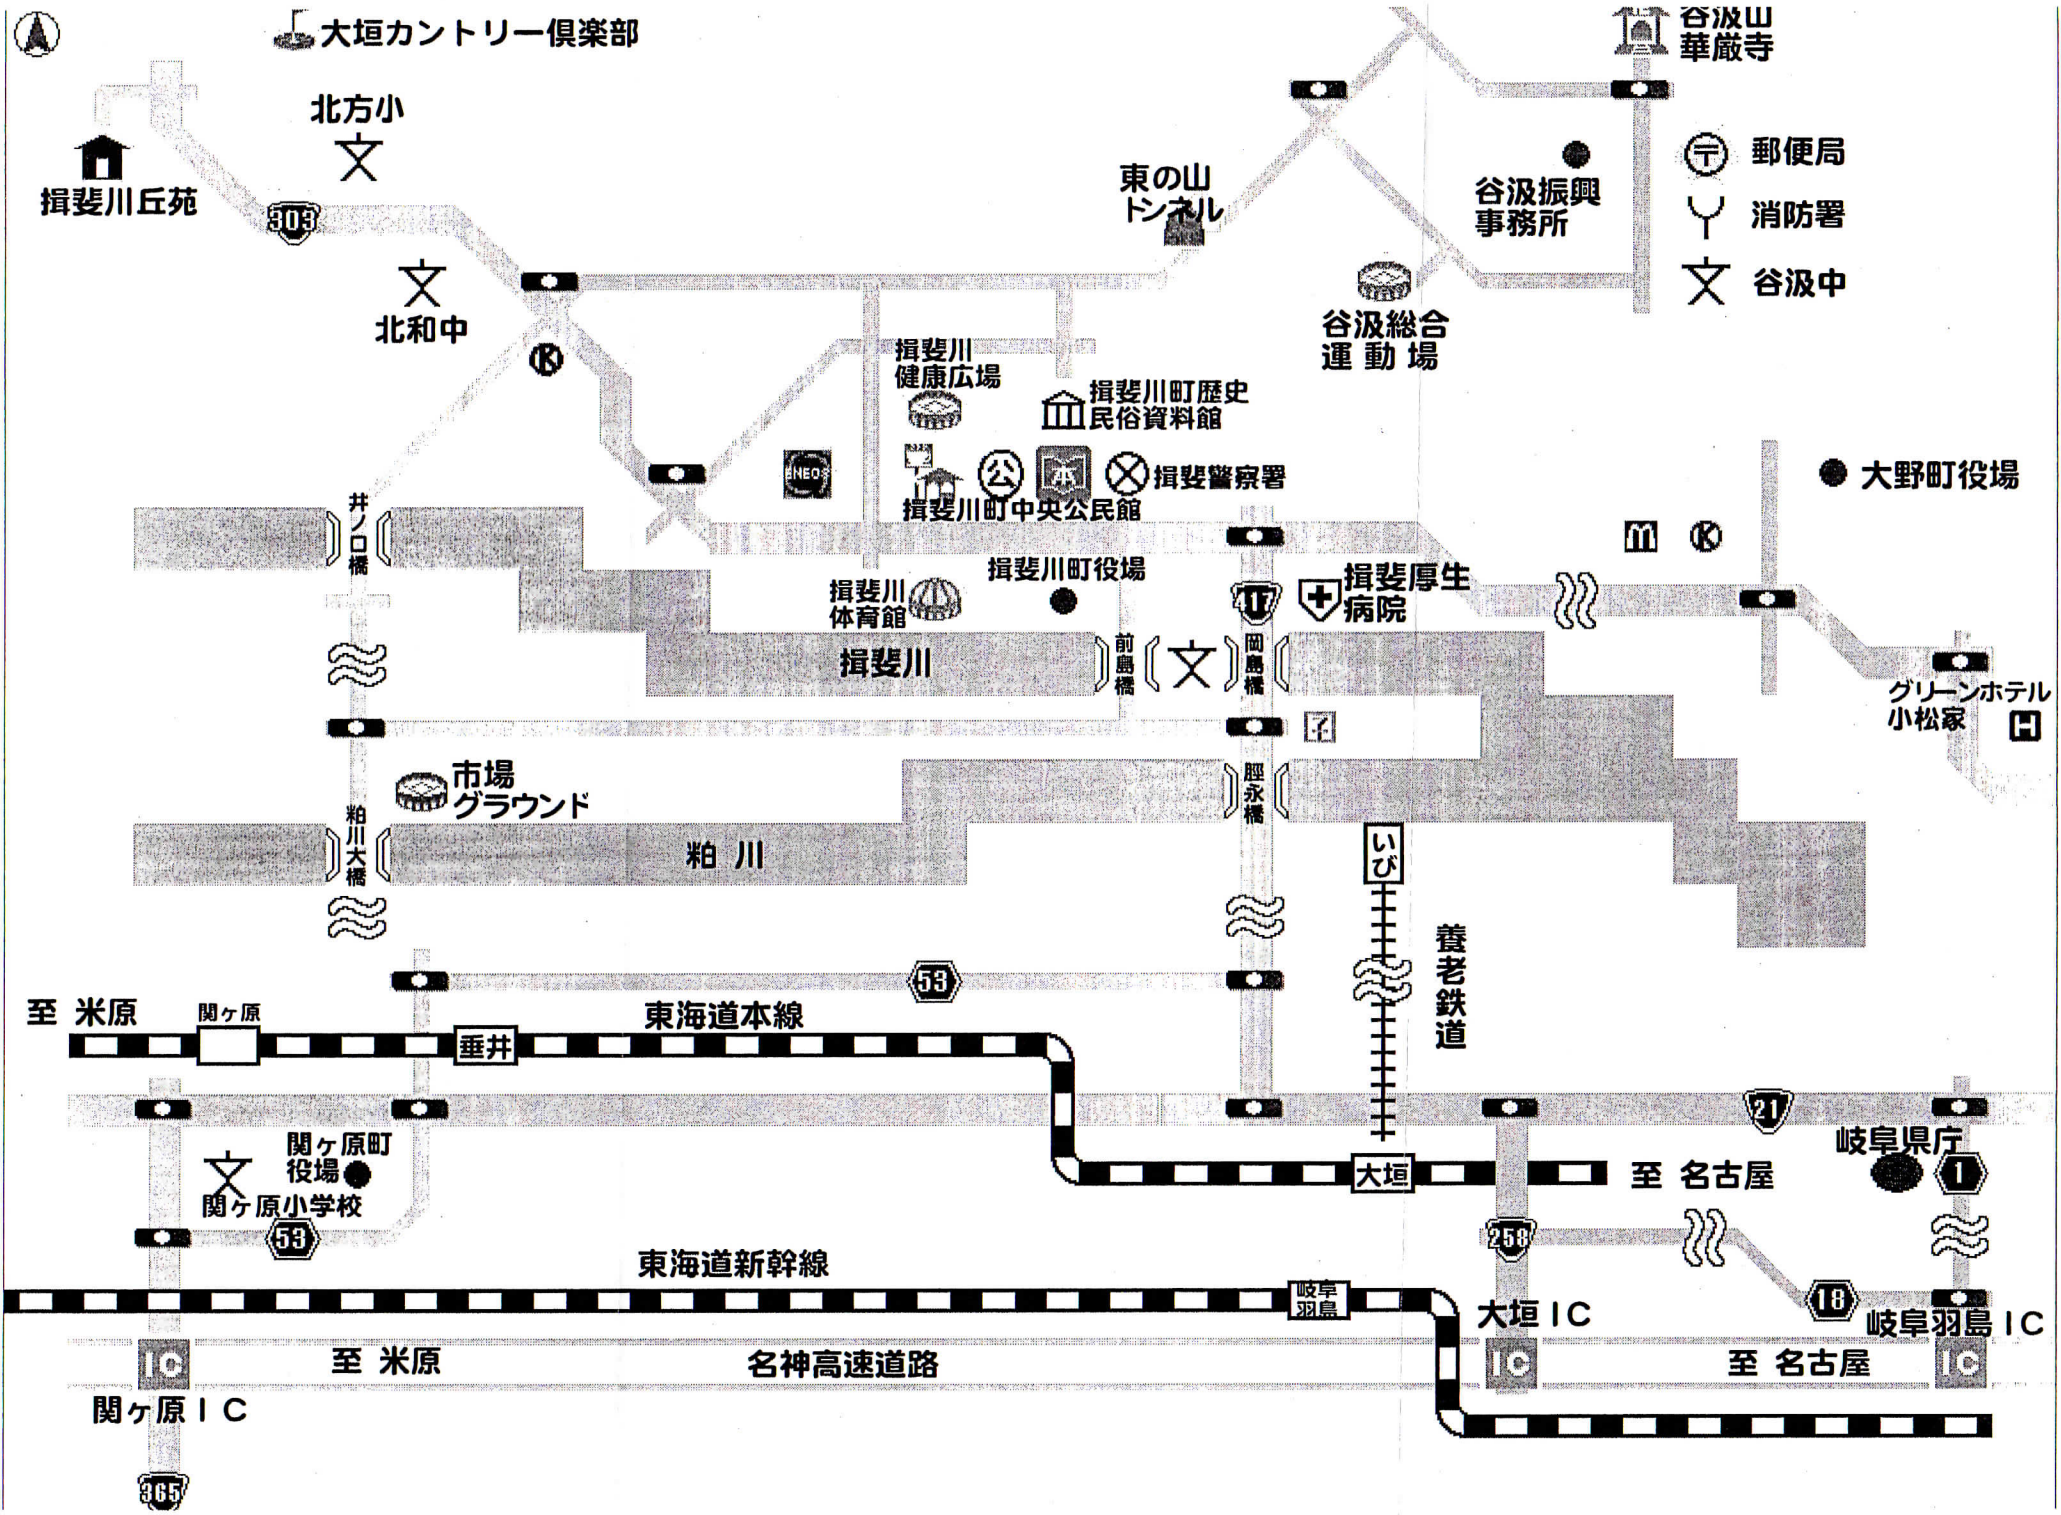 大垣カントリー倶楽部
谷汲山
華厳寺
北方小
郵便局
揖斐川丘苑
303
東の山
トンネル
谷汲振興
事務所
消防署
谷汲中
北和中
K
谷汲総合
運動場
揖斐川
健康広場
揖斐川町歴史
民俗資料館
ENEOS
公
本
揖斐警察署
揖斐川町中央公民館
大野町役場
井ノ口橋
m
K
揖斐川
体育館
揖斐川町役場
417
揖斐厚生
病院
揖斐川
前島橋
岡島橋
グリーンホテル
小松家
H
市場
グラウンド
脛永橋
粕川大橋
粕川
いび
養老鉄道
53
至 米原
関ヶ原
垂井
東海道本線
21
関ヶ原町
役場
関ヶ原小学校
大垣
至 名古屋
岐阜県庁
1
53
258
東海道新幹線
岐阜
羽島
大垣IC
18
岐阜羽島IC
IC
至 米原
名神高速道路
IC
至 名古屋
IC
関ヶ原IC
365